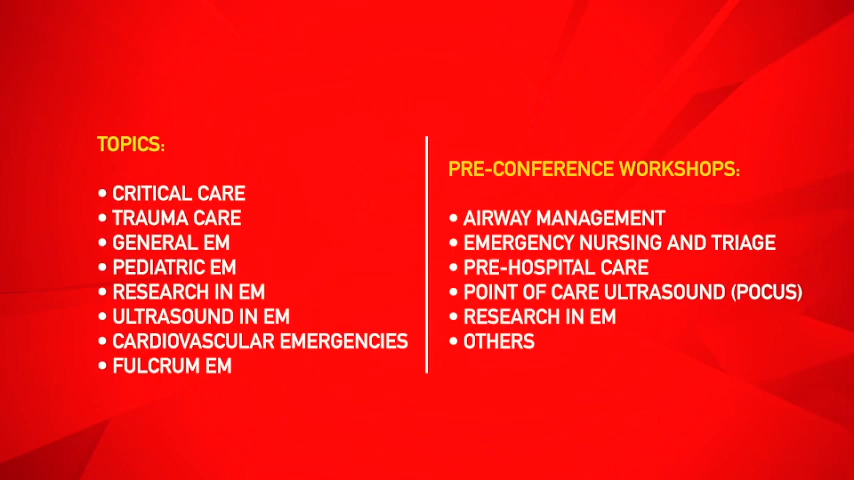 TOPICS:
• CRITICAL CARE
• TRAUMA CARE
• GENERAL EM
• PEDIATRIC EM
• RESEARCH IN EM
• ULTRASOUND IN EM
• CARDIOVASCULAR EMERGENCIES
• FULCRUM EM
PRE-CONFERENCE WORKSHOPS:
• AIRWAY MANAGEMENT
• EMERGENCY NURSING AND TRIAGE
• PRE-HOSPITAL CARE
• POINT OF CARE ULTRASOUND (POCUS)
• RESEARCH IN EM
• OTHERS